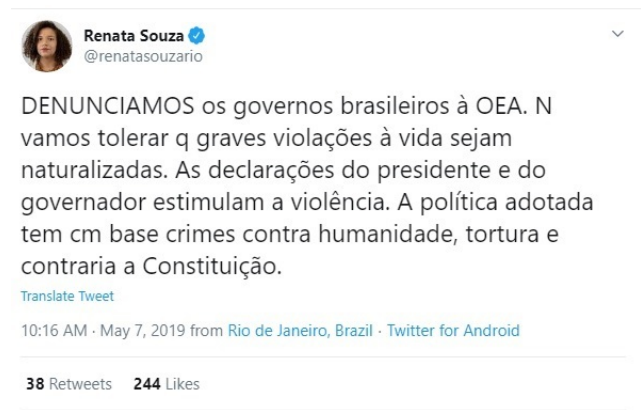 Renata Souza
@renatasouzario
DENUNCIAMOS os governos brasileiros à OEA. N
vamos tolerar q graves violações à vida sejam
naturalizadas. As declarações do presidente e do
governador estimulam a violência. A política adotada
tem cm base crimes contra humanidade, tortura e
contraria a Constituição.
Translate Tweet
10:16 AM · May 7, 2019 from Rio de Janeiro, Brazil · Twitter for Android
38 Retweets 244 Likes